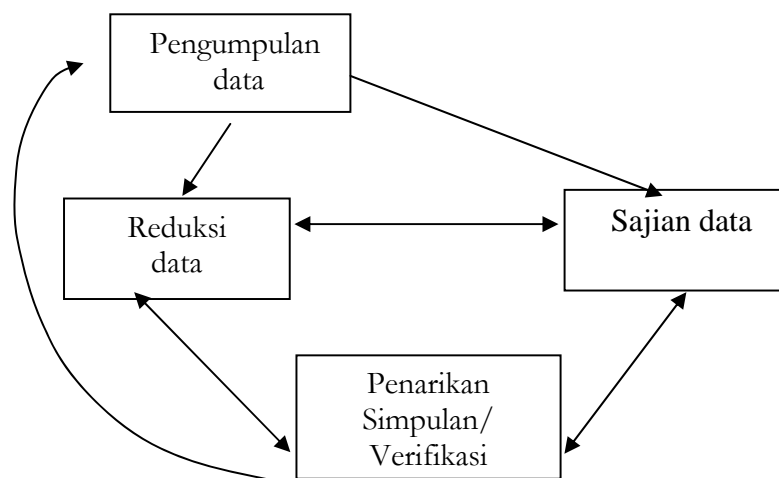 Pengumpulan
data
Reduksi
data
Sajian data
Penarikan
Simpulan/
Verifikasi